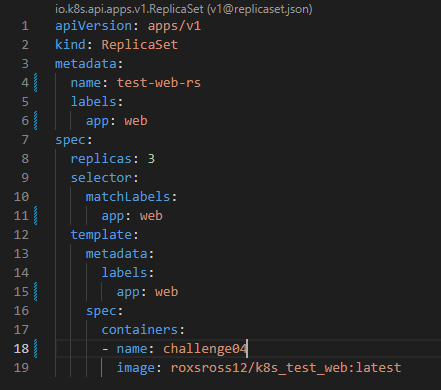 io.k8s.api.apps.v1.ReplicaSet (v1@replicaset.json)
1 apiVersion: apps/v1
2 kind: ReplicaSet
3 metadata:
4   name: test-web-rs
5   labels:
6     app: web
7 spec:
8   replicas: 3
9   selector:
10     matchLabels:
11       app: web
12   template:
13     metadata:
14       labels:
15         app: web
16     spec:
17       containers:
18       - name: challenge04
19         image: roxsross12/k8s_test_web:latest